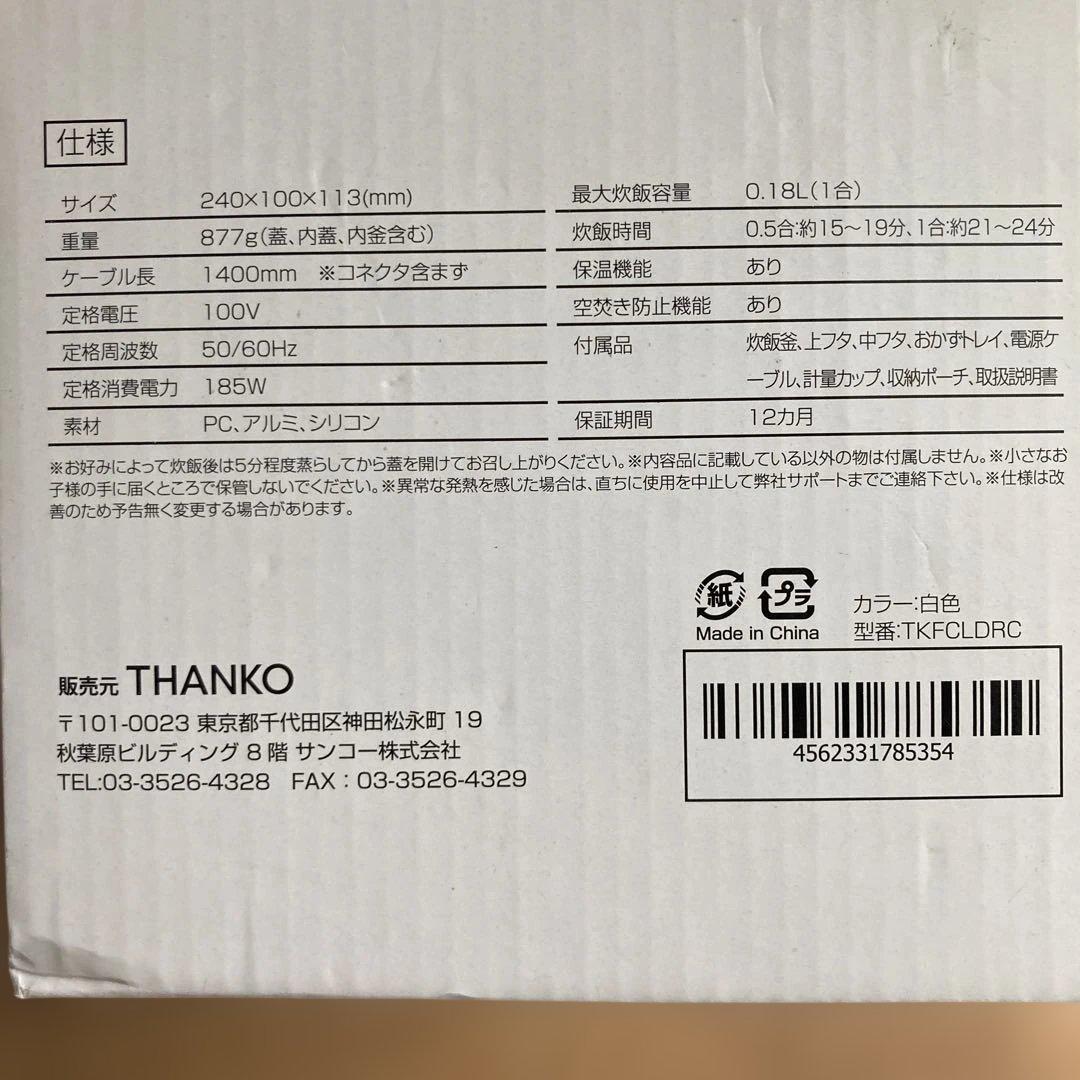 仕様
サイズ 240×100×113(mm)
重量 877g(蓋、内蓋、内釜含む)
ケーブル長 1400mm ※コネクタ含まず
定格電圧 100V
定格周波数 50/60Hz
定格消費電力 185W
素材 PC、アルミ、シリコン
最大炊飯容量 0.18L(1合)
炊飯時間 0.5合:約15～19分、1合:約21～24分
保温機能 あり
空焚き防止機能 あり
付属品 炊飯釜、上フタ、中フタ、おかずトレイ、電源ケ
ーブル、計量カップ、収納ポーチ、取扱説明書
保証期間 12カ月
※お好みによって炊飯後は5分程度蒸らしてから蓋を開けてお召し上がりください。※内容品に記載している以外の物は付属しません。※小さなお
子様の手に届くところで保管しないでください。※異常な発熱を感じた場合は、直ちに使用を中止して弊社サポートまでご連絡下さい。※仕様は改
善のため予告無く変更する場合があります。
紙 プラ
Made in China
カラー:白色
型番:TKFCLDRC
4562331785354
販売元 THANKO
〒101-0023 東京都千代田区神田松永町 19
秋葉原ビルディング 8 階 サンコー株式会社
TEL:03-3526-4328 FAX：03-3526-4329